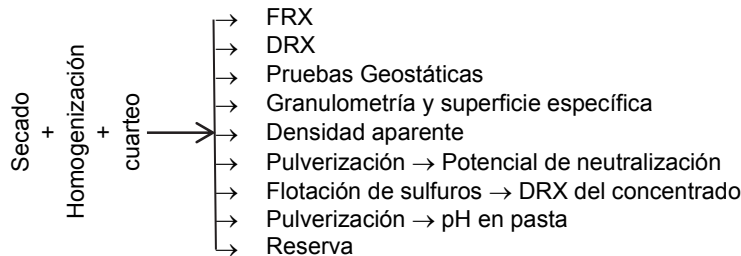 Secado
+
Homogenización
+
cuarteo
→ FRX
→ DRX
→ Pruebas Geostáticas
→ Granulometría y superficie específica
→ Densidad aparente
→ Pulverización → Potencial de neutralización
→ Flotación de sulfuros → DRX del concentrado
→ Pulverización → pH en pasta
→ Reserva